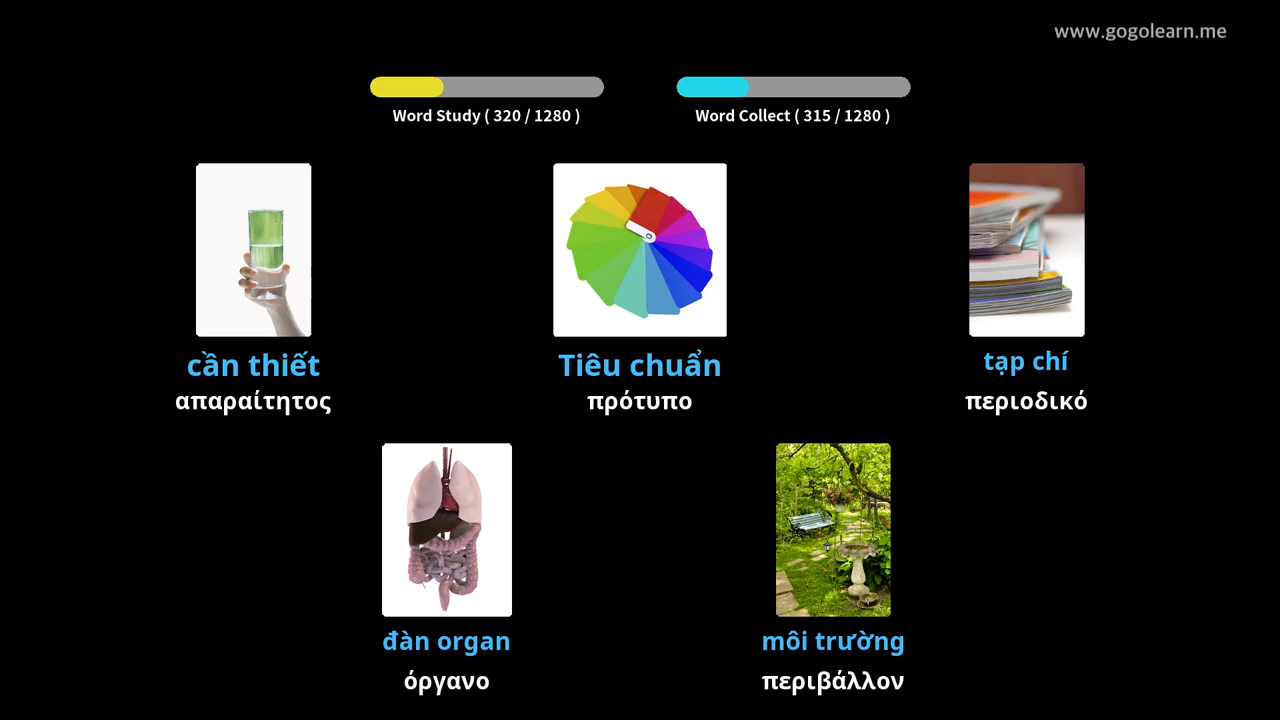 www.gogolearn.me
Word Study ( 320 / 1280 )
Word Collect ( 315 / 1280 )
cần thiết
απαραίτητος
Tiêu chuẩn
πρότυπο
tạp chí
περιοδικό
đàn organ
όργανο
môi trường
περιβάλλον